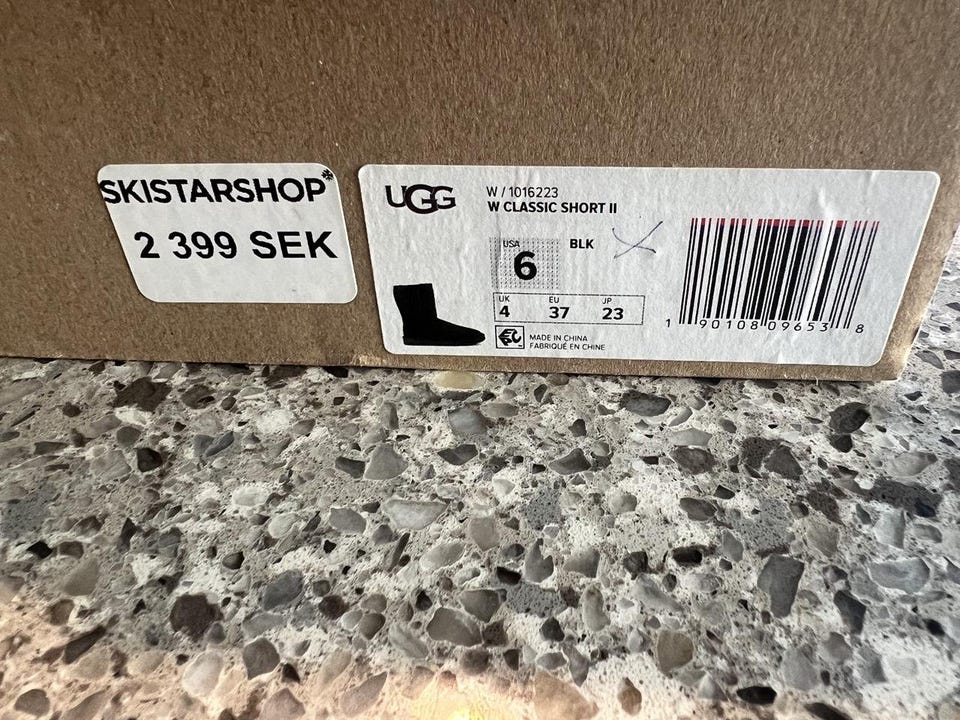 SKISTARSHOP*
2 399 SEK
UGG
W / 1016223
W CLASSIC SHORT II
USA
6
BLK
UK
4
EU
37
JP
23
MADE IN CHINA
FABRIQUÉ EN CHINE
1 90108 09653 8